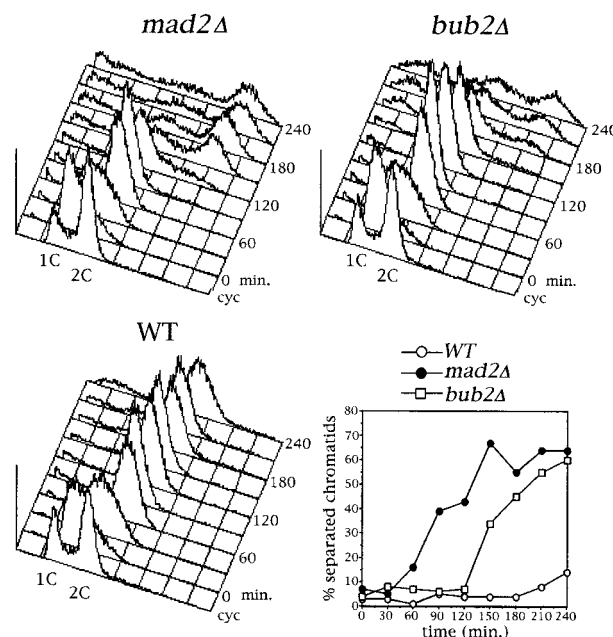 mad2Δ
bub2Δ
240
180
120
60
0 min.
cyc
1C
2C
240
180
120
60
0 min.
cyc
1C
2C
WT
240
180
120
60
0 min.
cyc
1C
2C
WT
mad2Δ
bub2Δ
% separated chromatids
80
70
60
50
40
30
20
10
0
0 30 60 90 120 150 180 210 240
time (min.)